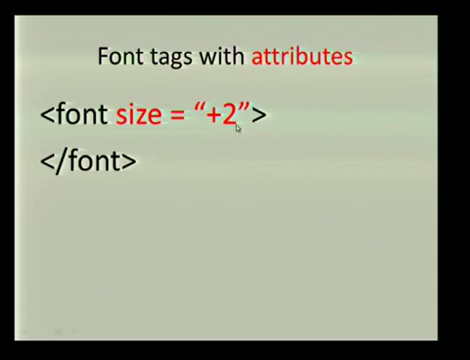 Font tags with attributes
<font size = “+2”>
</font>